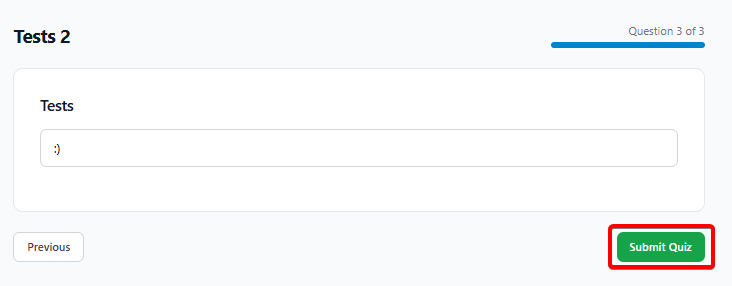 Tests 2
Question 3 of 3
Tests
:)
Previous
Submit Quiz